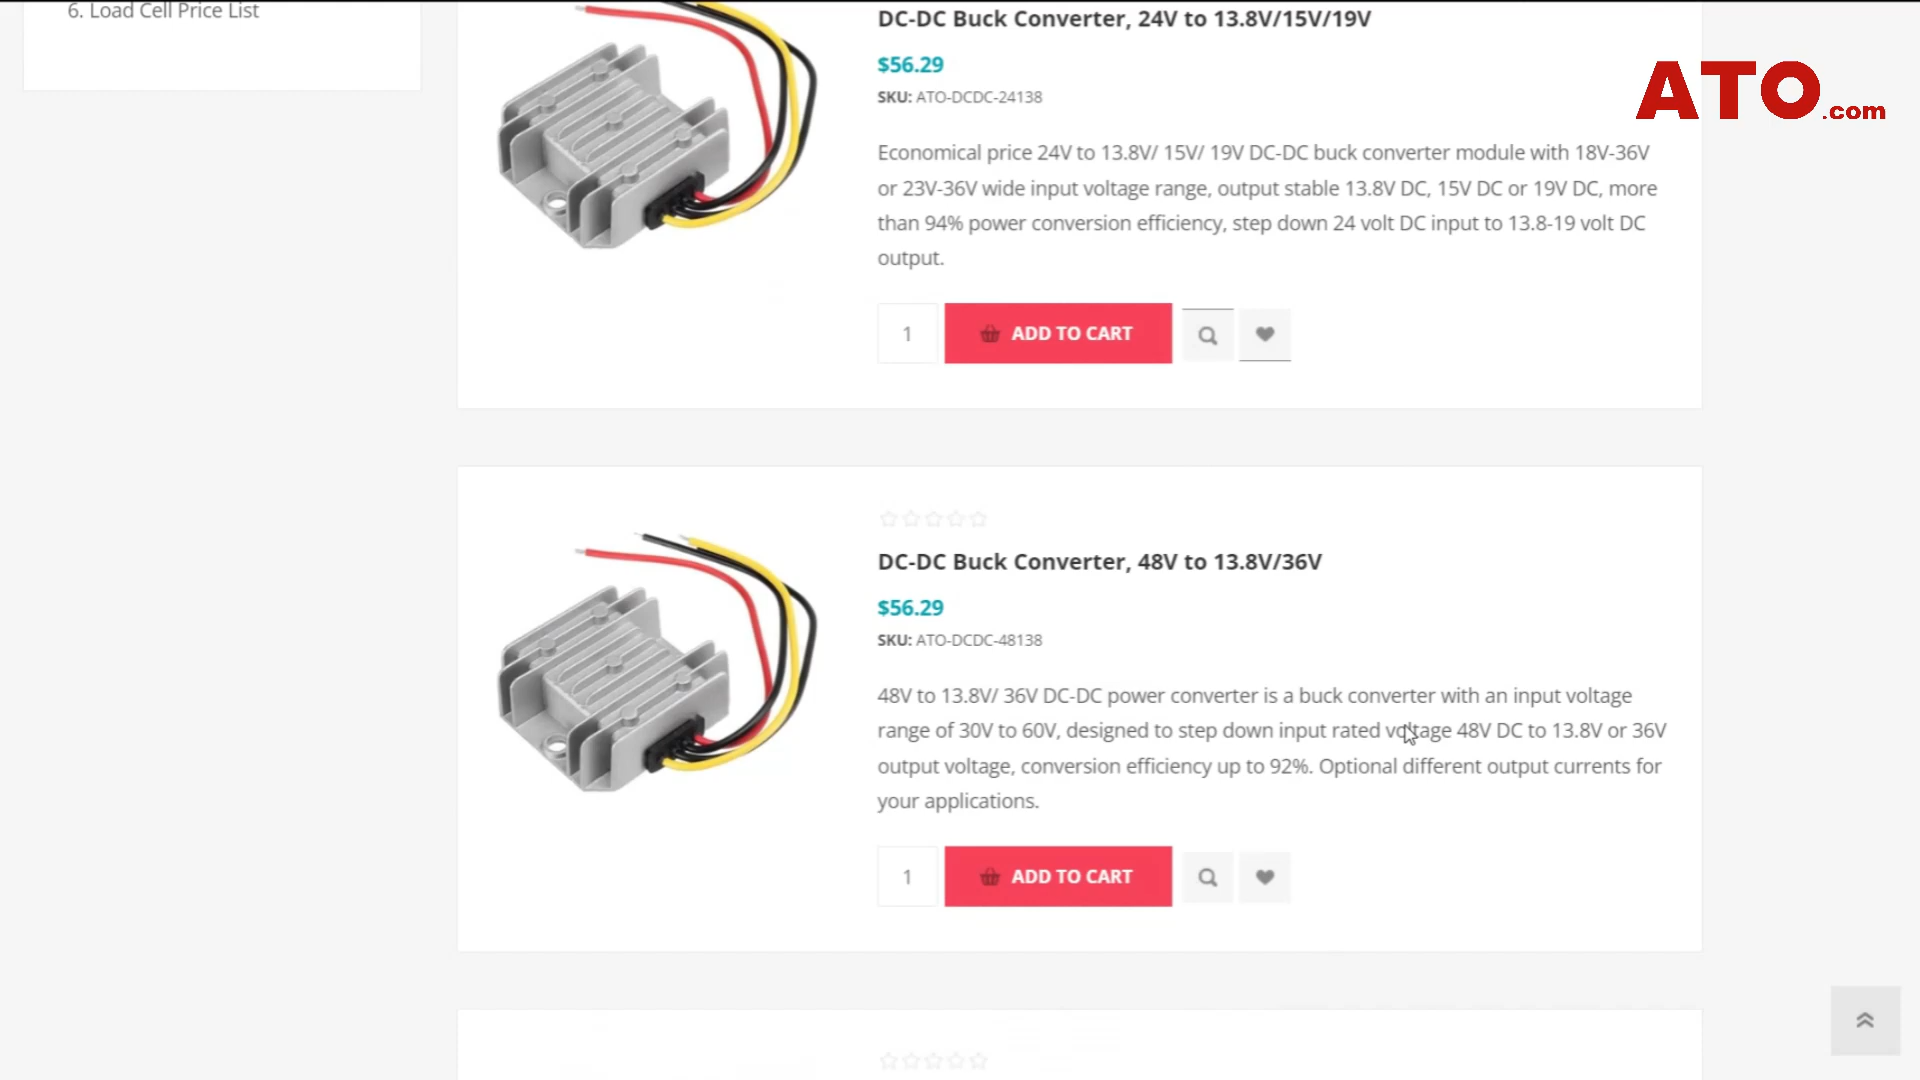 6. Load Cell Price List
DC-DC Buck Converter, 24V to 13.8V/15V/19V
$56.29
SKU: ATO-DCDC-24138
ATO.com
Economical price 24V to 13.8V/ 15V/ 19V DC-DC buck converter module with 18V-36V
or 23V-36V wide input voltage range, output stable 13.8V DC, 15V DC or 19V DC, more
than 94% power conversion efficiency, step down 24 volt DC input to 13.8-19 volt DC
output.
1
ADD TO CART
DC-DC Buck Converter, 48V to 13.8V/36V
$56.29
SKU: ATO-DCDC-48138
48V to 13.8V/ 36V DC-DC power converter is a buck converter with an input voltage
range of 30V to 60V, designed to step down input rated voltage 48V DC to 13.8V or 36V
output voltage, conversion efficiency up to 92%. Optional different output currents for
your applications.
1
ADD TO CART